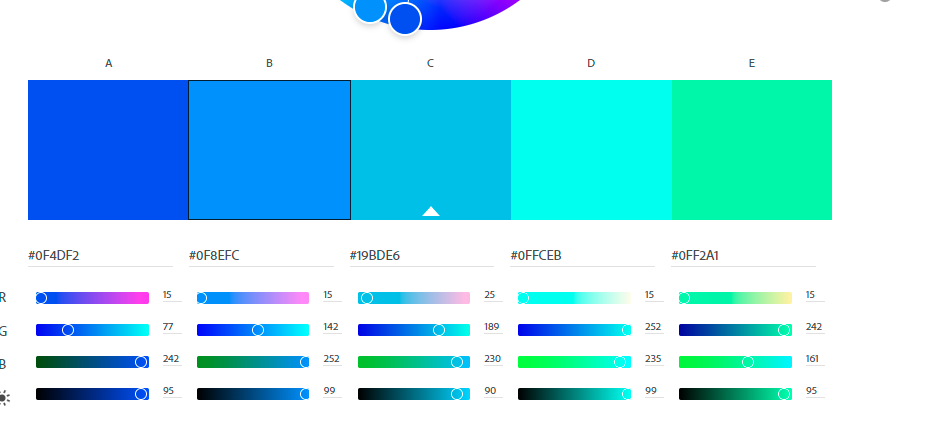 A B C D E
#0F4DF2 #0F8EFC #19BDE6 #0FFCEB #0FF2A1
R 15 15 25 15 15
G 77 142 189 252 242
B 242 252 230 235 161
95 99 90 99 95